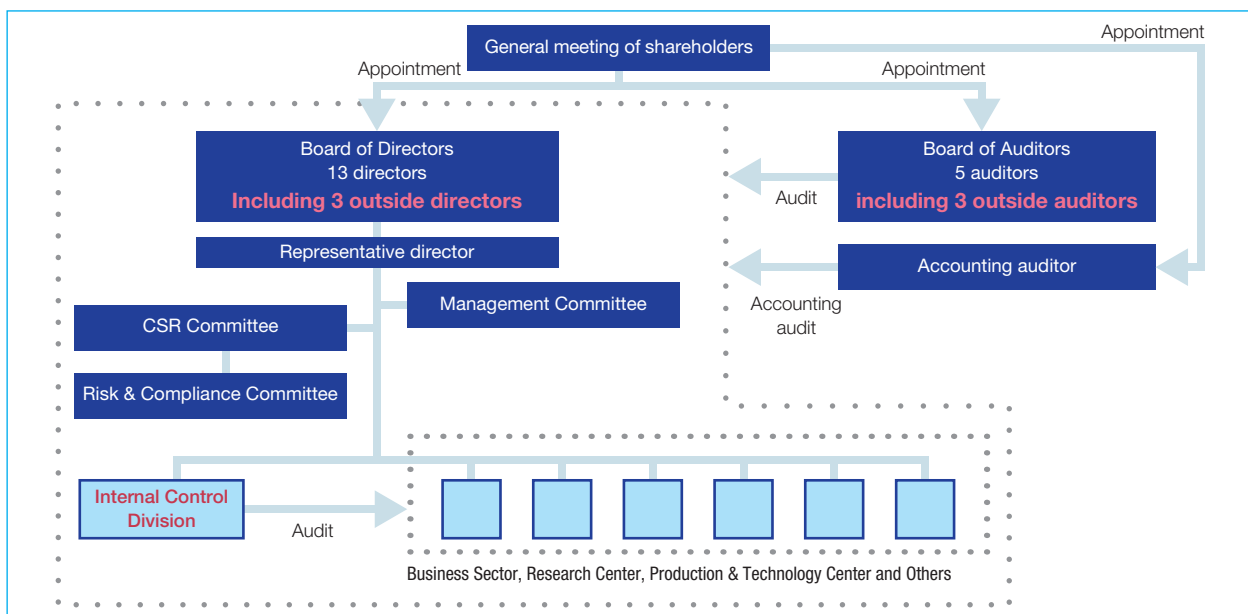 General meeting of shareholders
Appointment
Appointment
Appointment
Board of Directors
13 directors
Including 3 outside directors
Board of Auditors
5 auditors
including 3 outside auditors
Audit
Representative director
Accounting auditor
Management Committee
Accounting
audit
CSR Committee
Risk & Compliance Committee
Internal Control
Division
Audit
Business Sector, Research Center, Production & Technology Center and Others